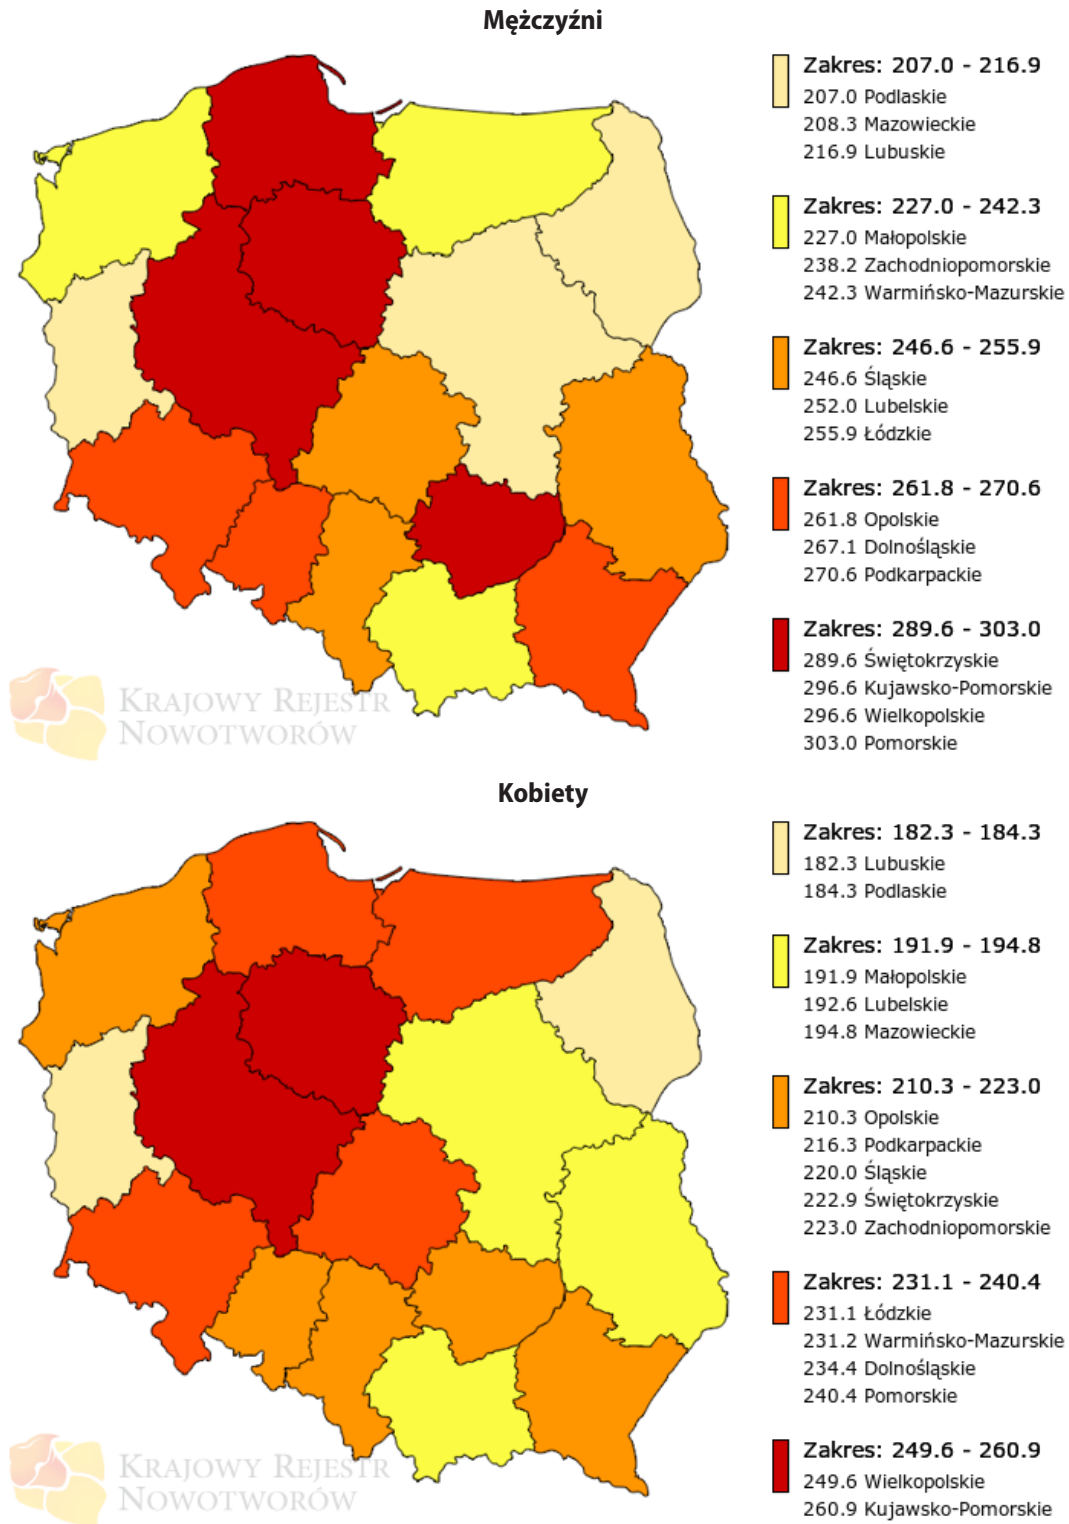 Mężczyźni
Zakres: 207.0 - 216.9
207.0 Podlaskie
208.3 Mazowieckie
216.9 Lubuskie
Zakres: 227.0 - 242.3
227.0 Małopolskie
238.2 Zachodniopomorskie
242.3 Warmińsko-Mazurskie
Zakres: 246.6 - 255.9
246.6 Śląskie
252.0 Lubelskie
255.9 Łódzkie
Zakres: 261.8 - 270.6
261.8 Opolskie
267.1 Dolnośląskie
270.6 Podkarpackie
Zakres: 289.6 - 303.0
289.6 Świętokrzyskie
296.6 Kujawsko-Pomorskie
296.6 Wielkopolskie
303.0 Pomorskie
Krajowy Rejestr
Nowotworów
Kobiety
Zakres: 182.3 - 184.3
182.3 Lubuskie
184.3 Podlaskie
Zakres: 191.9 - 194.8
191.9 Małopolskie
192.6 Lubelskie
194.8 Mazowieckie
Zakres: 210.3 - 223.0
210.3 Opolskie
216.3 Podkarpackie
220.0 Śląskie
222.9 Świętokrzyskie
223.0 Zachodniopomorskie
Zakres: 231.1 - 240.4
231.1 Łódzkie
231.2 Warmińsko-Mazurskie
234.4 Dolnośląskie
240.4 Pomorskie
Zakres: 249.6 - 260.9
249.6 Wielkopolskie
260.9 Kujawsko-Pomorskie
Krajowy Rejestr
Nowotworów